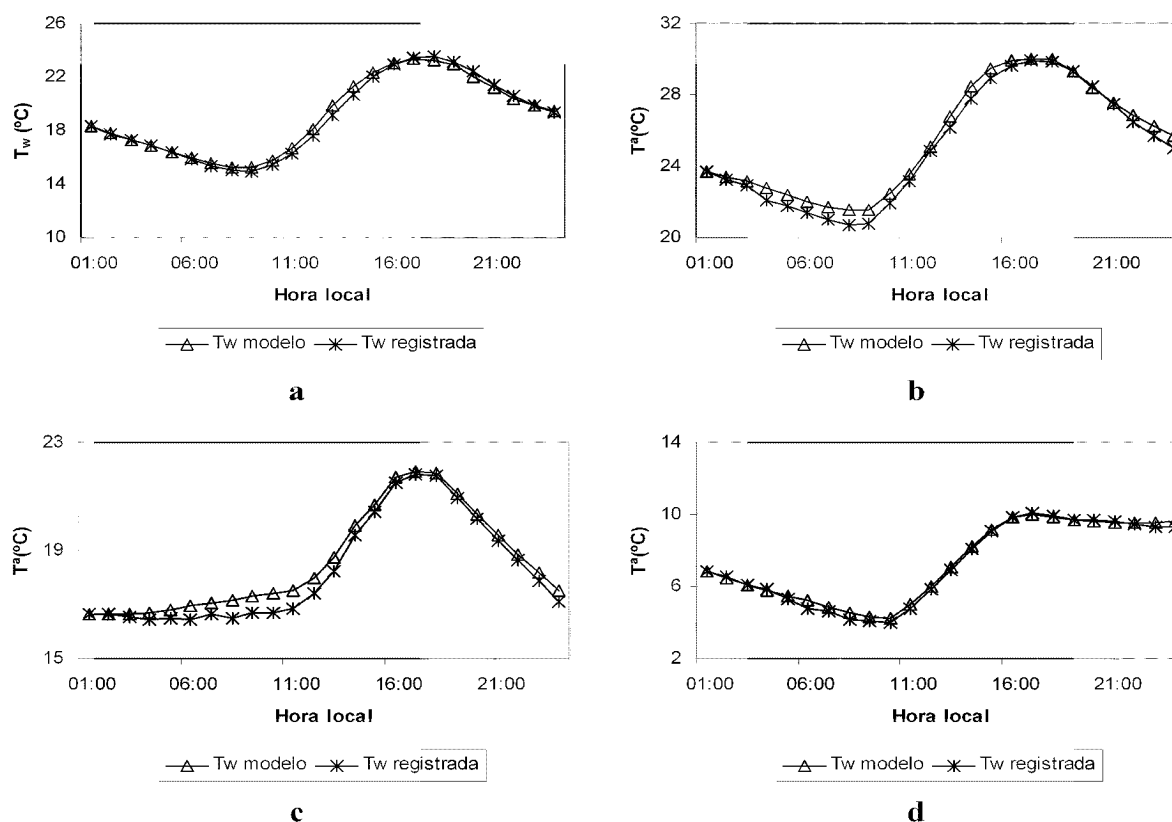 26
22
18
14
10
T_w (ºC)
01:00 06:00 11:00 16:00 21:00
Hora local
Tw modelo Tw registrada
a
32
28
24
20
Tª(ºC)
01:00 06:00 11:00 16:00 21:00
Hora local
Tw modelo Tw registrada
b
23
19
15
Tª(ºC)
01:00 06:00 11:00 16:00 21:00
Hora local
Tw modelo Tw registrada
c
14
10
6
2
Tª(ºC)
01:00 06:00 11:00 16:00 21:00
Hora local
Tw modelo Tw registrada
d